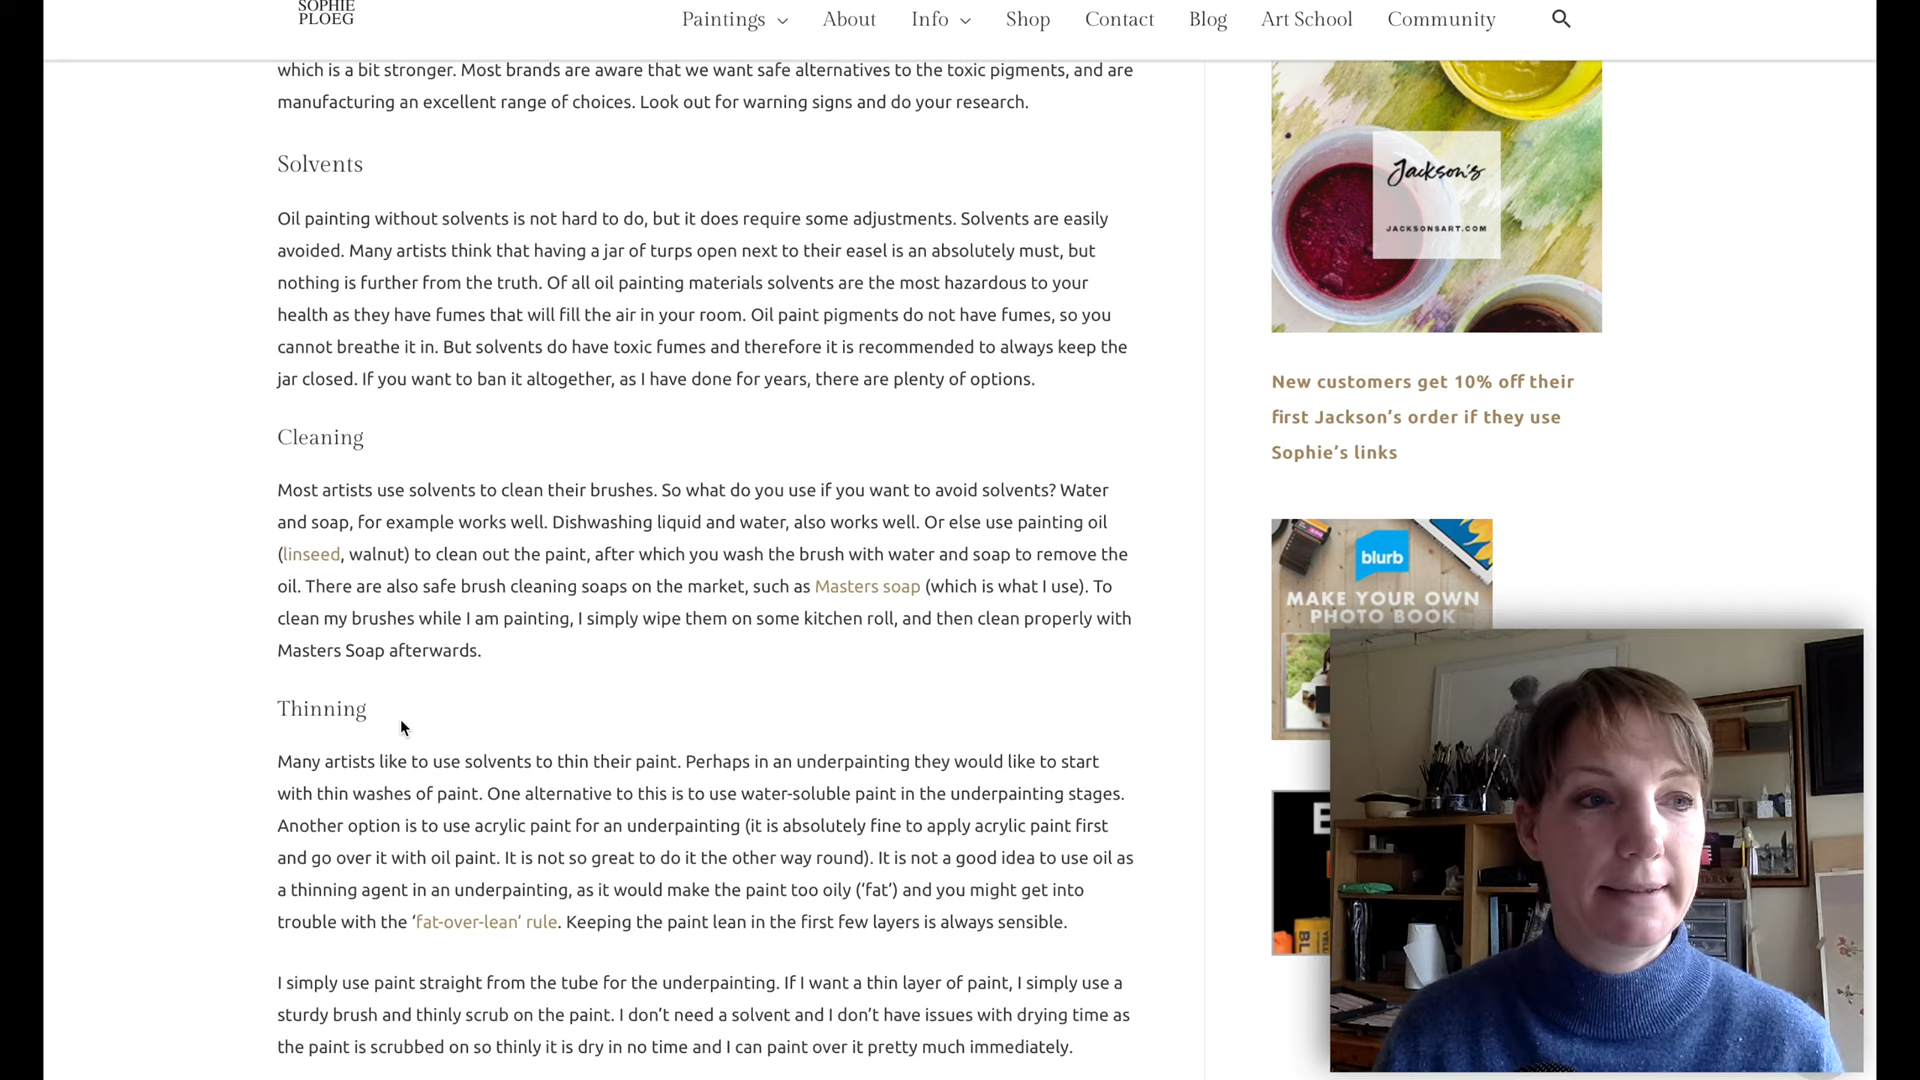 SOPHIE
PLOEG
Paintings
About
Info
Shop
Contact
Blog
Art School
Community
which is a bit stronger. Most brands are aware that we want safe alternatives to the toxic pigments, and are
manufacturing an excellent range of choices. Look out for warning signs and do your research.
Solvents
Oil painting without solvents is not hard to do, but it does require some adjustments. Solvents are easily
avoided. Many artists think that having a jar of turps open next to their easel is an absolutely must, but
nothing is further from the truth. Of all oil painting materials solvents are the most hazardous to your
health as they have fumes that will fill the air in your room. Oil paint pigments do not have fumes, so you
cannot breathe it in. But solvents do have toxic fumes and therefore it is recommended to always keep the
jar closed. If you want to ban it altogether, as I have done for years, there are plenty of options.
Cleaning
Most artists use solvents to clean their brushes. So what do you use if you want to avoid solvents? Water
and soap, for example works well. Dishwashing liquid and water, also works well. Or else use painting oil
(linseed, walnut) to clean out the paint, after which you wash the brush with water and soap to remove the
oil. There are also safe brush cleaning soaps on the market, such as Masters soap (which is what I use). To
clean my brushes while I am painting, I simply wipe them on some kitchen roll, and then clean properly with
Masters Soap afterwards.
Thinning
Many artists like to use solvents to thin their paint. Perhaps in an underpainting they would like to start
with thin washes of paint. One alternative to this is to use water-soluble paint in the underpainting stages.
Another option is to use acrylic paint for an underpainting (it is absolutely fine to apply acrylic paint first
and go over it with oil paint. It is not so great to do it the other way round). It is not a good idea to use oil as
a thinning agent in an underpainting, as it would make the paint too oily (‘fat’) and you might get into
trouble with the ‘fat-over-lean’ rule. Keeping the paint lean in the first few layers is always sensible.
I simply use paint straight from the tube for the underpainting. If I want a thin layer of paint, I simply use a
sturdy brush and thinly scrub on the paint. I don’t need a solvent and I don’t have issues with drying time as
the paint is scrubbed on so thinly it is dry in no time and I can paint over it pretty much immediately.
Jackson's
JACKSONSART.COM
New customers get 10% off their
first Jackson’s order if they use
Sophie’s links
blurb
MAKE YOUR OWN
PHOTO BOOK